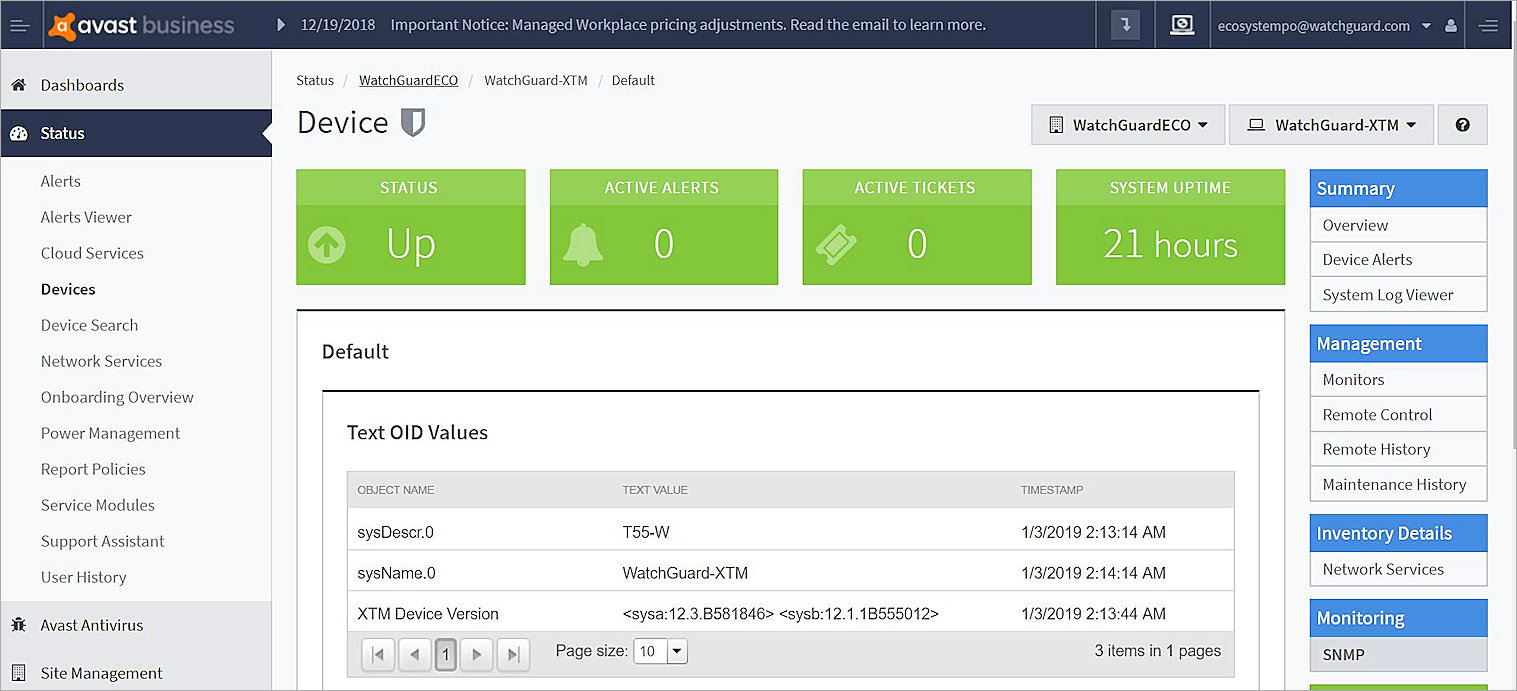 avast business
12/19/2018 Important Notice: Managed Workplace pricing adjustments. Read the email to learn more.
ecosystempo@watchguard.com
Dashboards
Status
Alerts
Alerts Viewer
Cloud Services
Devices
Device Search
Network Services
Onboarding Overview
Power Management
Report Policies
Service Modules
Support Assistant
User History
Avast Antivirus
Site Management
Status / WatchGuardECO / WatchGuard-XTM / Default
Device
WatchGuardECO
WatchGuard-XTM
?
STATUS
Up
ACTIVE ALERTS
0
ACTIVE TICKETS
0
SYSTEM UPTIME
21 hours
Default
Text OID Values
OBJECT NAME TEXT VALUE TIMESTAMP
sysDescr.0 T55-W 1/3/2019 2:13:14 AM
sysName.0 WatchGuard-XTM 1/3/2019 2:14:14 AM
XTM Device Version <sysa:12.3.B581846> <sysb:12.1.1B555012> 1/3/2019 2:13:44 AM
1 Page size: 10 3 items in 1 pages
Summary
Overview
Device Alerts
System Log Viewer
Management
Monitors
Remote Control
Remote History
Maintenance History
Inventory Details
Network Services
Monitoring
SNMP